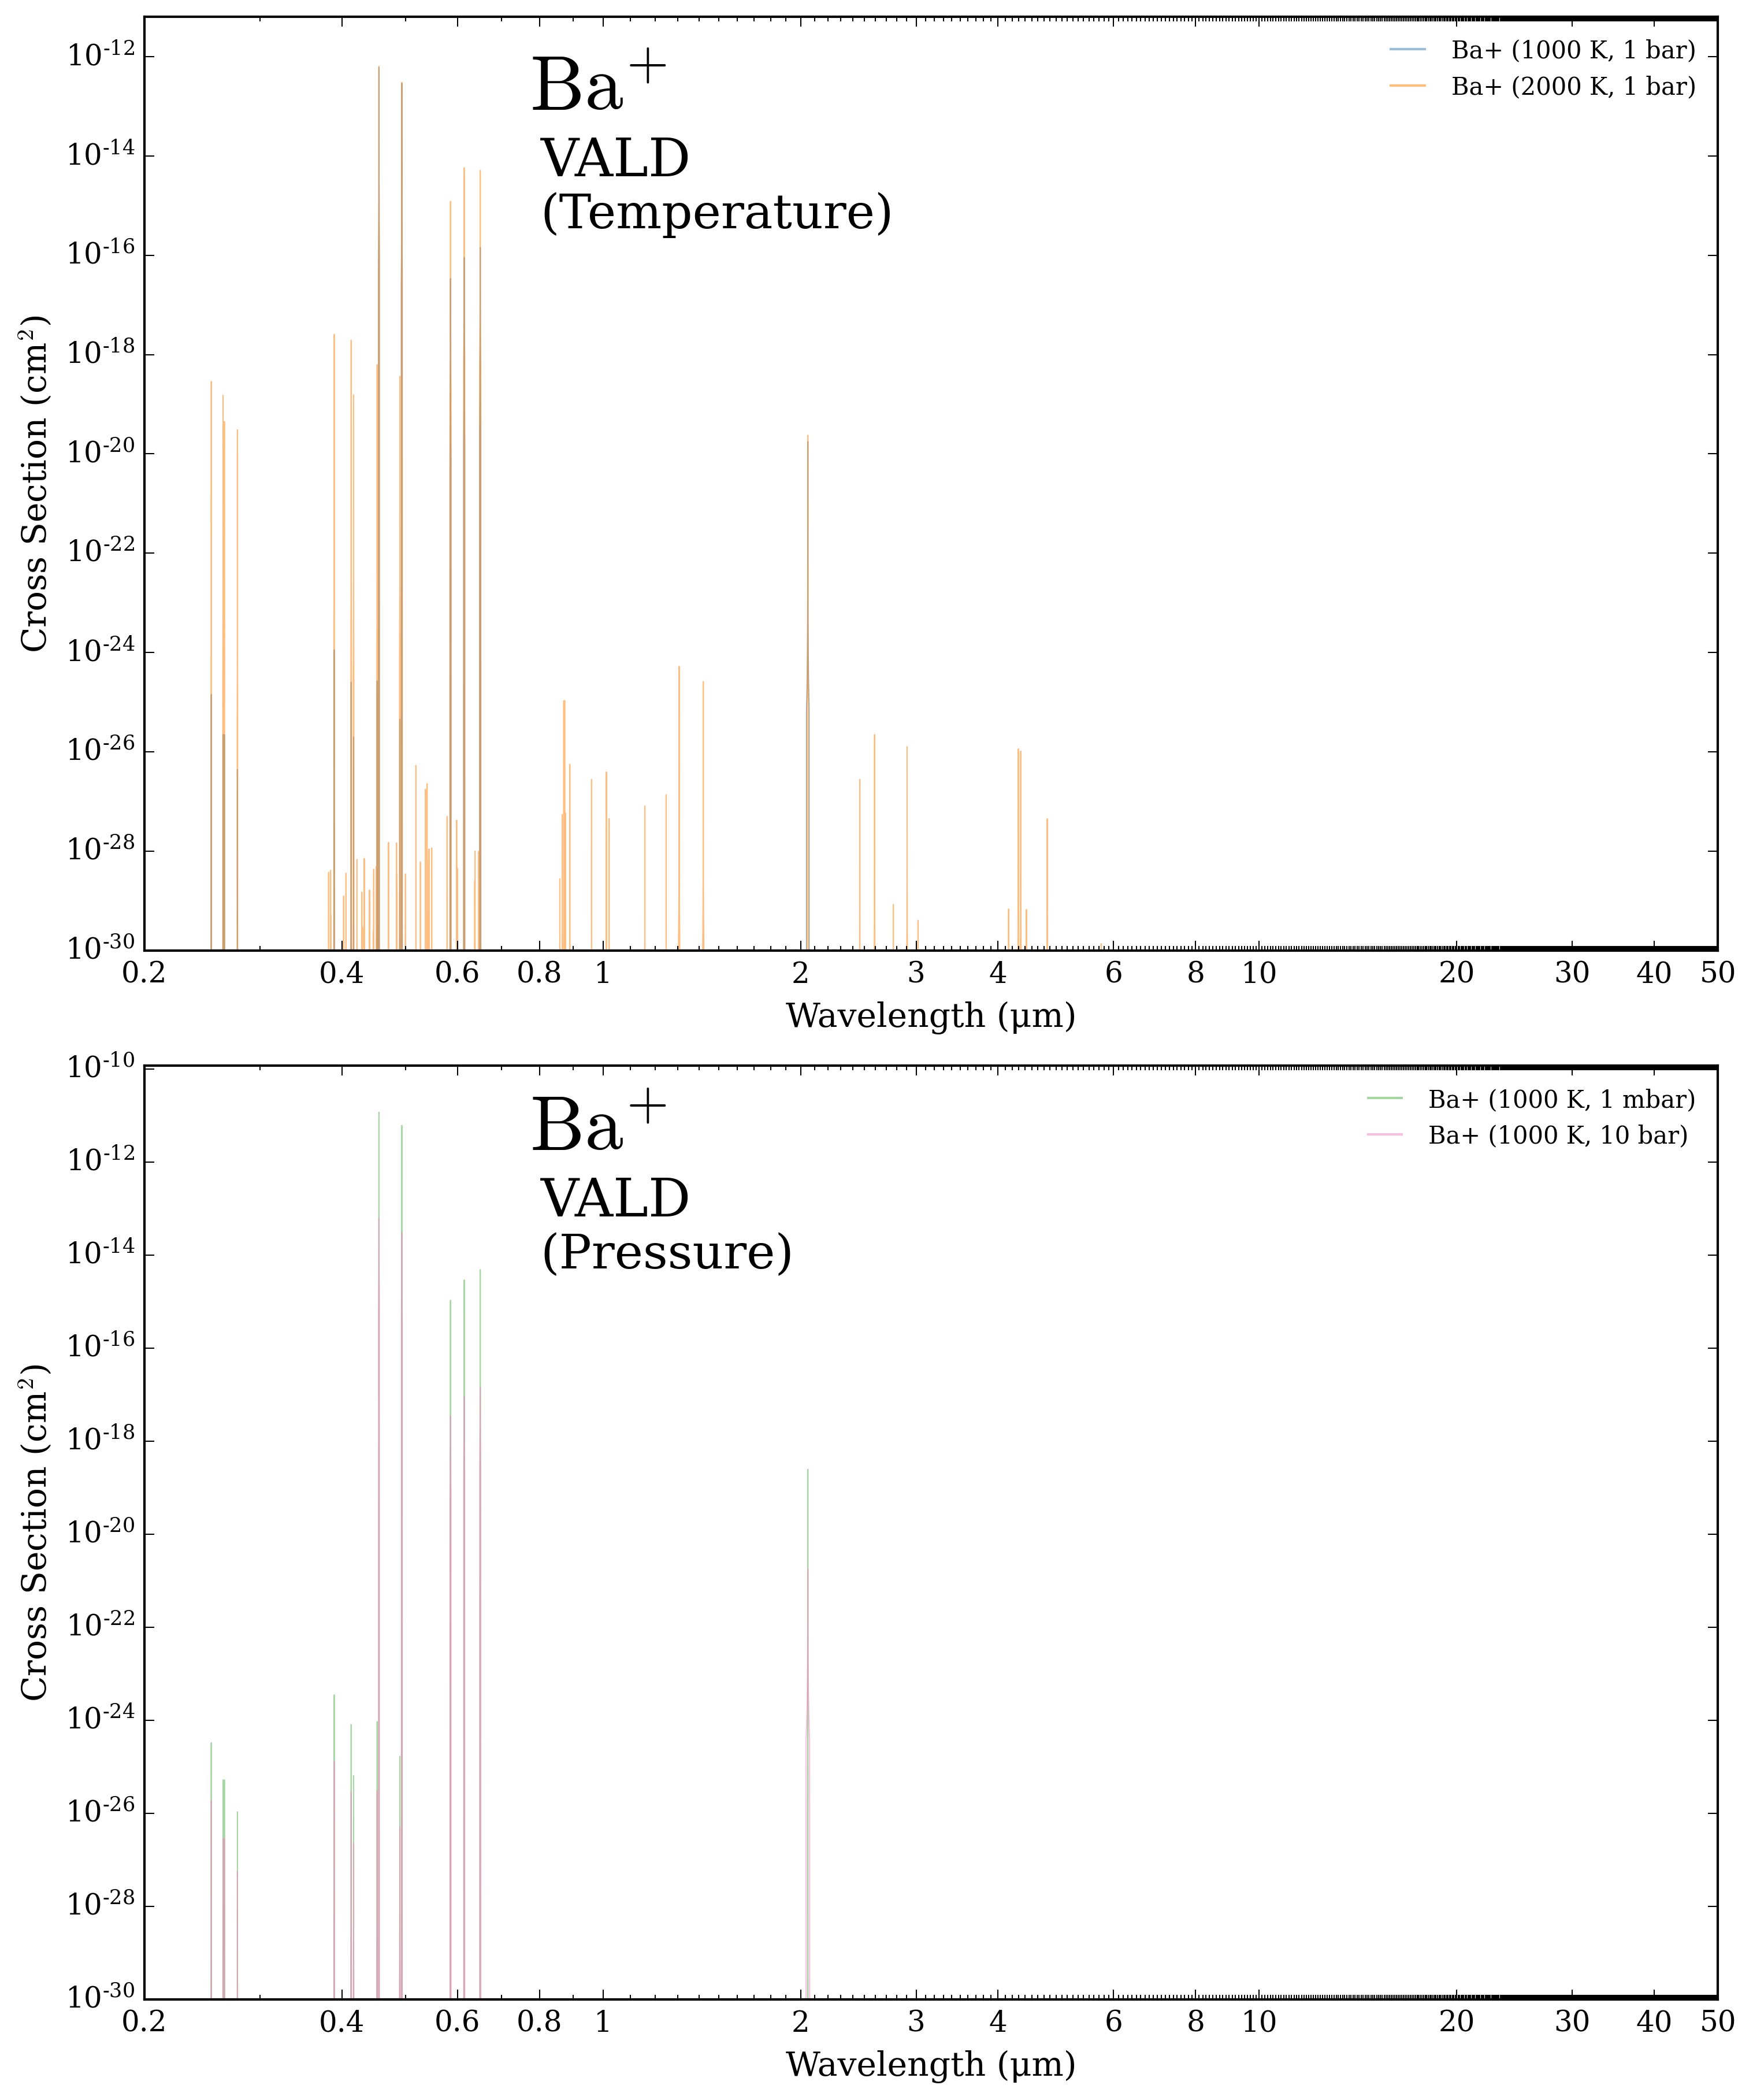 Ba⁺
VALD
(Temperature)
Ba+ (1000 K, 1 bar)
Ba+ (2000 K, 1 bar)
Cross Section (cm²)
10⁻¹²
10⁻¹⁴
10⁻¹⁶
10⁻¹⁸
10⁻²⁰
10⁻²²
10⁻²⁴
10⁻²⁶
10⁻²⁸
10⁻³⁰
0.2 0.4 0.6 0.8 1 2 3 4 6 8 10 20 30 40 50
Wavelength (µm)
Ba⁺
VALD
(Pressure)
Ba+ (1000 K, 1 mbar)
Ba+ (1000 K, 10 bar)
Cross Section (cm²)
10⁻¹⁰
10⁻¹²
10⁻¹⁴
10⁻¹⁶
10⁻¹⁸
10⁻²⁰
10⁻²²
10⁻²⁴
10⁻²⁶
10⁻²⁸
10⁻³⁰
0.2 0.4 0.6 0.8 1 2 3 4 6 8 10 20 30 40 50
Wavelength (µm)